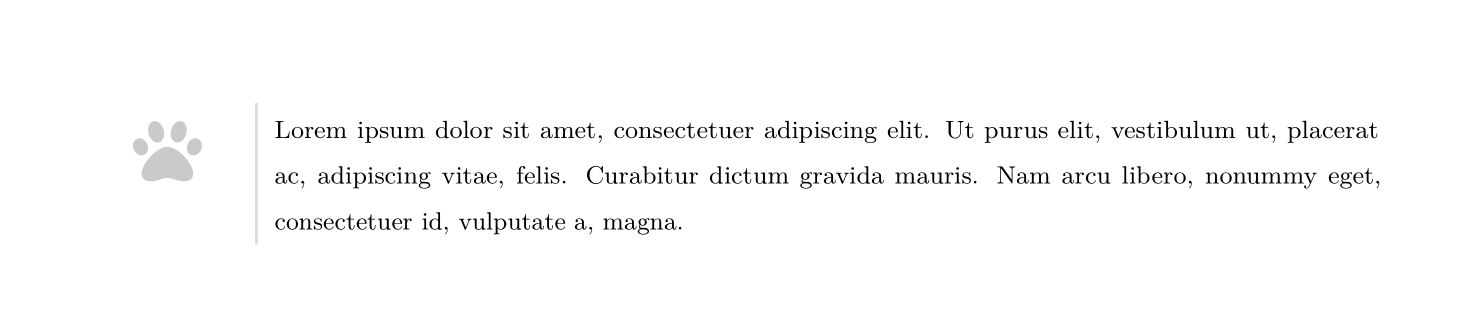 Lorem ipsum dolor sit amet, consectetuer adipiscing elit. Ut purus elit, vestibulum ut, placerat
ac, adipiscing vitae, felis. Curabitur dictum gravida mauris. Nam arcu libero, nonummy eget,
consectetuer id, vulputate a, magna.